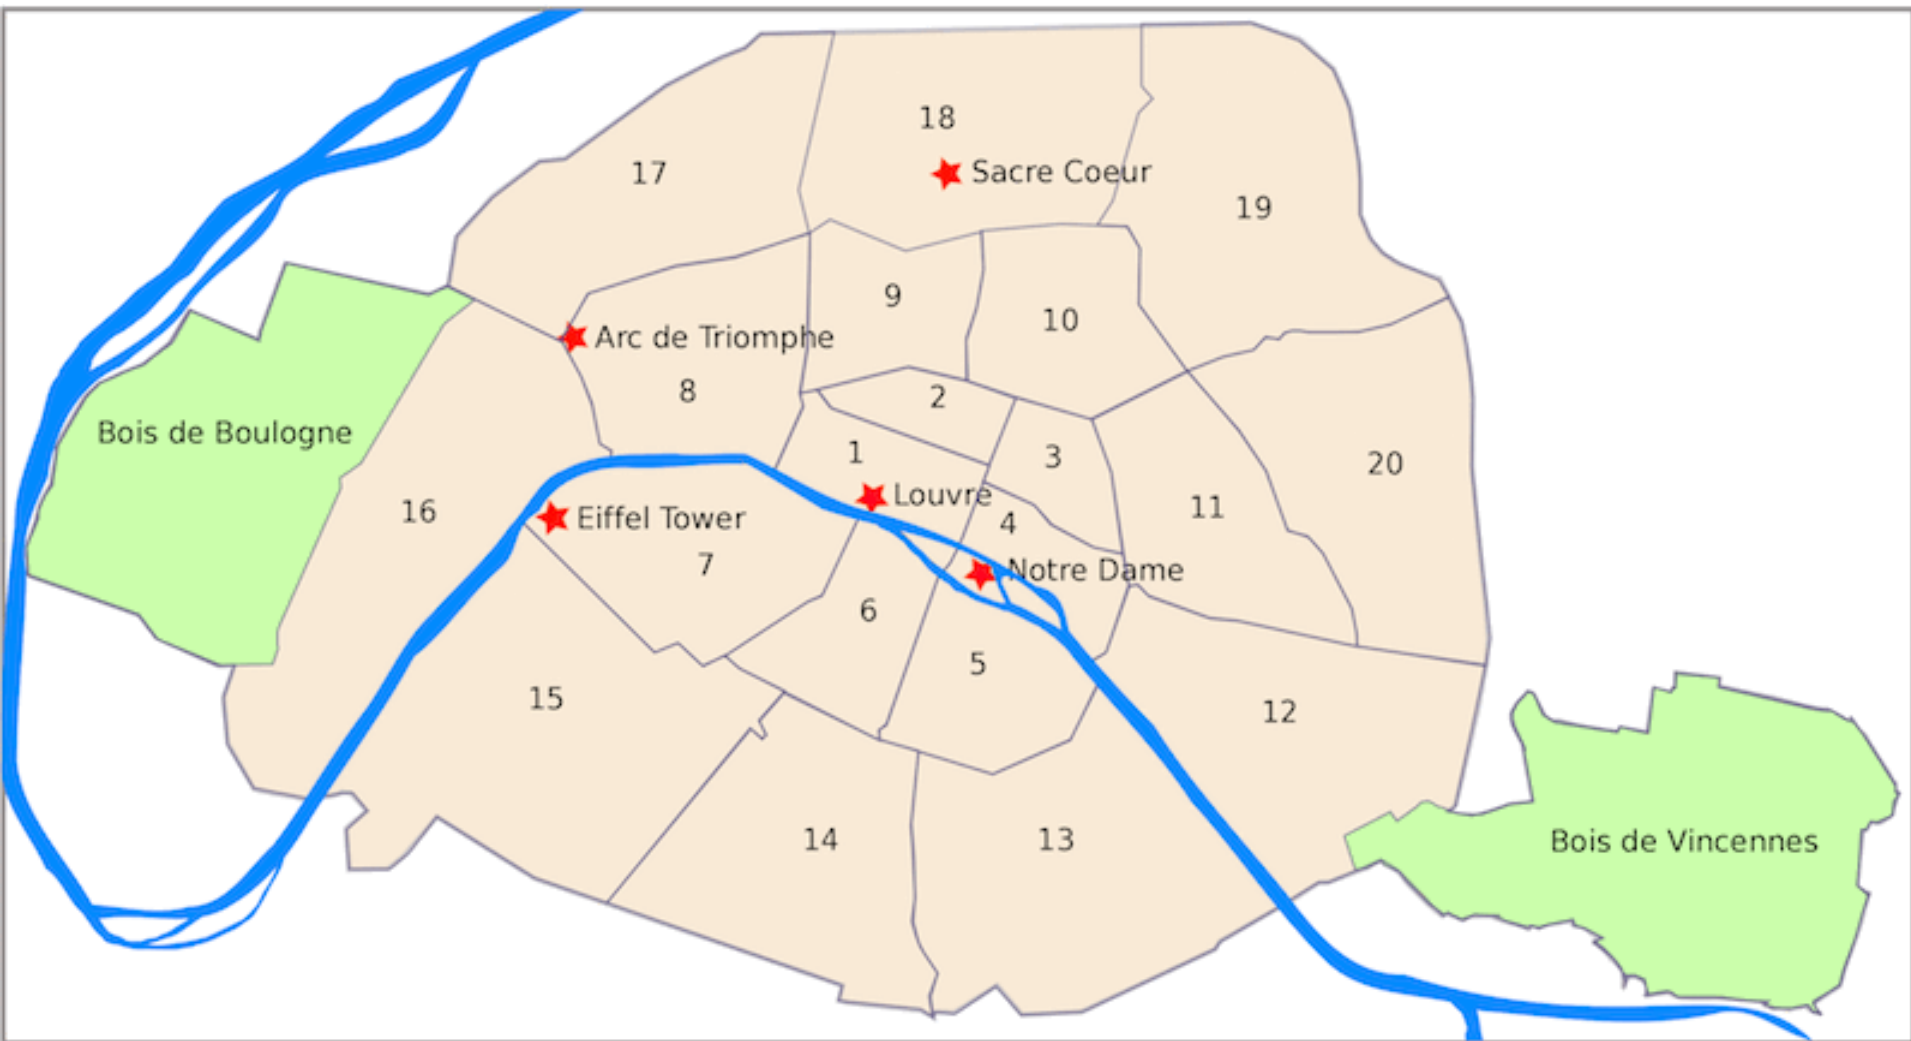 18
17
Sacre Coeur
19
9
10
Arc de Triomphe
8
2
Bois de Boulogne
1
3
20
Louvre
11
16
Eiffel Tower
4
7
Notre Dame
6
5
15
12
14
13
Bois de Vincennes